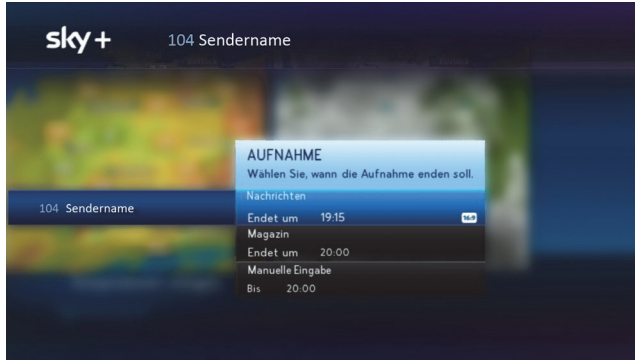 sky+
104 Sendername
AUFNAHME
Wählen Sie, wann die Aufnahme enden soll.
Nachrichten
104 Sendername
Endet um 19:15 16:9
Magazin
Endet um 20:00
Manuelle Eingabe
Bis 20:00